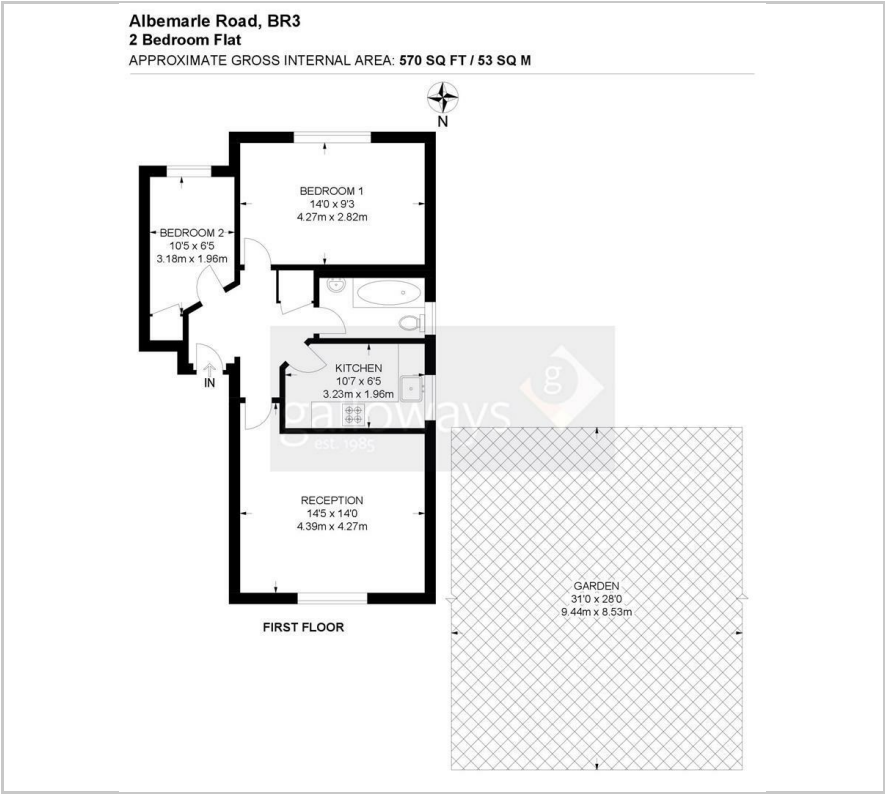 Albemarle Road, BR3
2 Bedroom Flat
APPROXIMATE GROSS INTERNAL AREA: 570 SQ FT / 53 SQ M
N
BEDROOM 1
14'0 x 9'3
4.27m x 2.82m
BEDROOM 2
10'5 x 6'5
3.18m x 1.96m
IN
KITCHEN
10'7 x 6'5
3.23m x 1.96m
g
galloways
est. 1985
RECEPTION
14'5 x 14'0
4.39m x 4.27m
GARDEN
31'0 x 28'0
9.44m x 8.53m
FIRST FLOOR